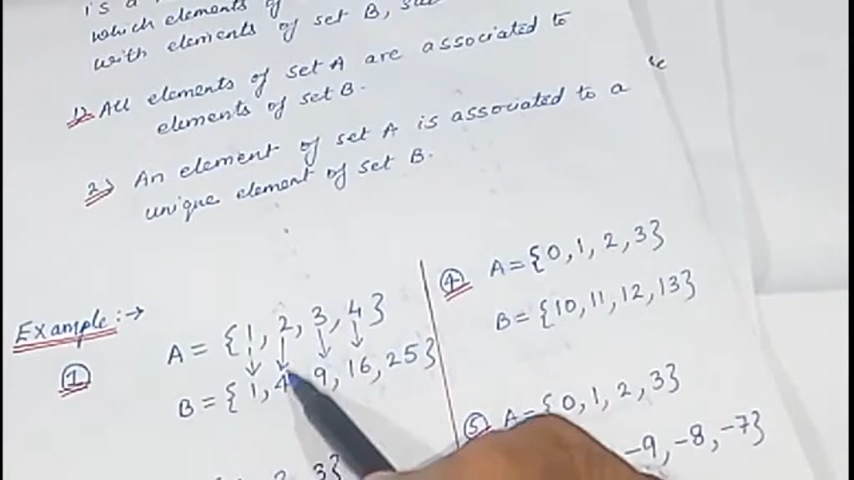 is a
which elements of
with elements of set B,
1) All elements of set A are associated to
elements of set B.
2) An element of set A is associated to a
unique element of set B.
Example:→
① A = {1, 2, 3, 4}
B = {1, 4, 9, 16, 25}
3}
④ A = {0, 1, 2, 3}
B = {10, 11, 12, 13}
⑤ A = {0, 1, 2, 3}
-9, -8, -7}